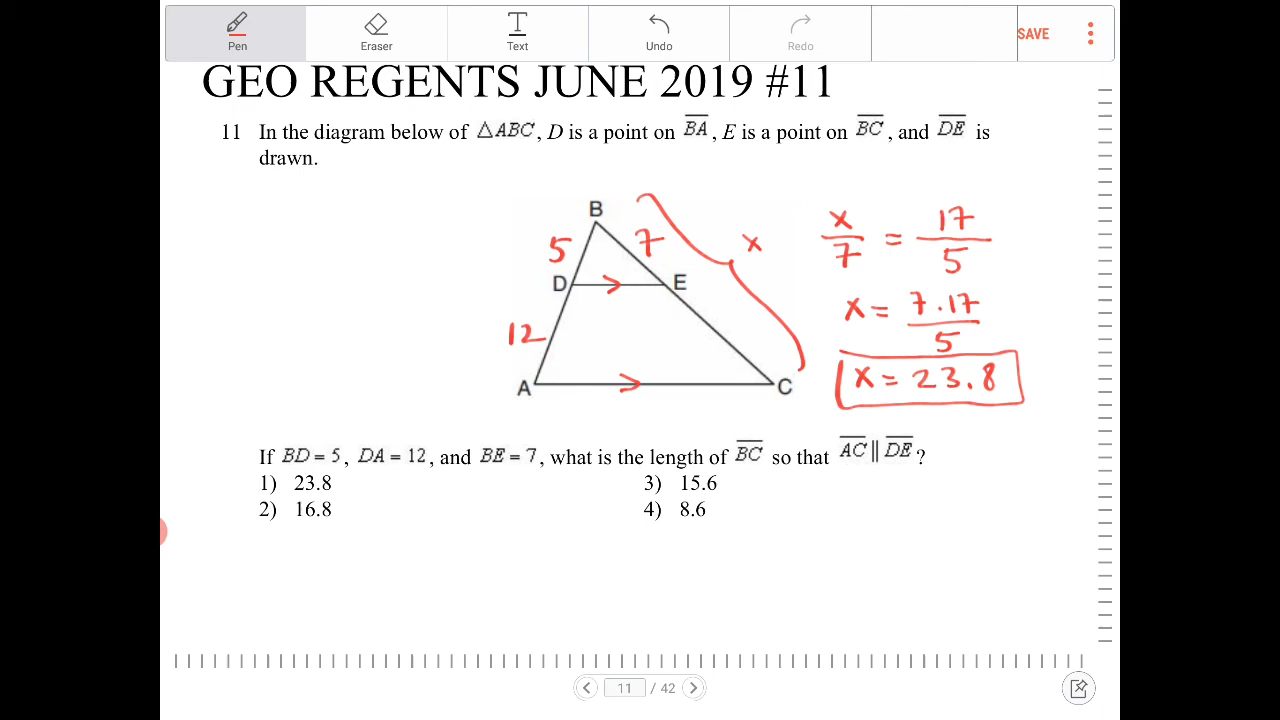 Pen Eraser Text Undo Redo SAVE
GEO REGENTS JUNE 2019 #11
11 In the diagram below of △ABC, D is a point on BA, E is a point on BC, and DE is
drawn.
B
5 7 x
D E
12
A C
x/7 = 17/5
x = 7.17/5
x = 23.8
If BD = 5, DA = 12, and BE = 7, what is the length of BC so that AC ∥ DE?
1) 23.8 3) 15.6
2) 16.8 4) 8.6
11 / 42